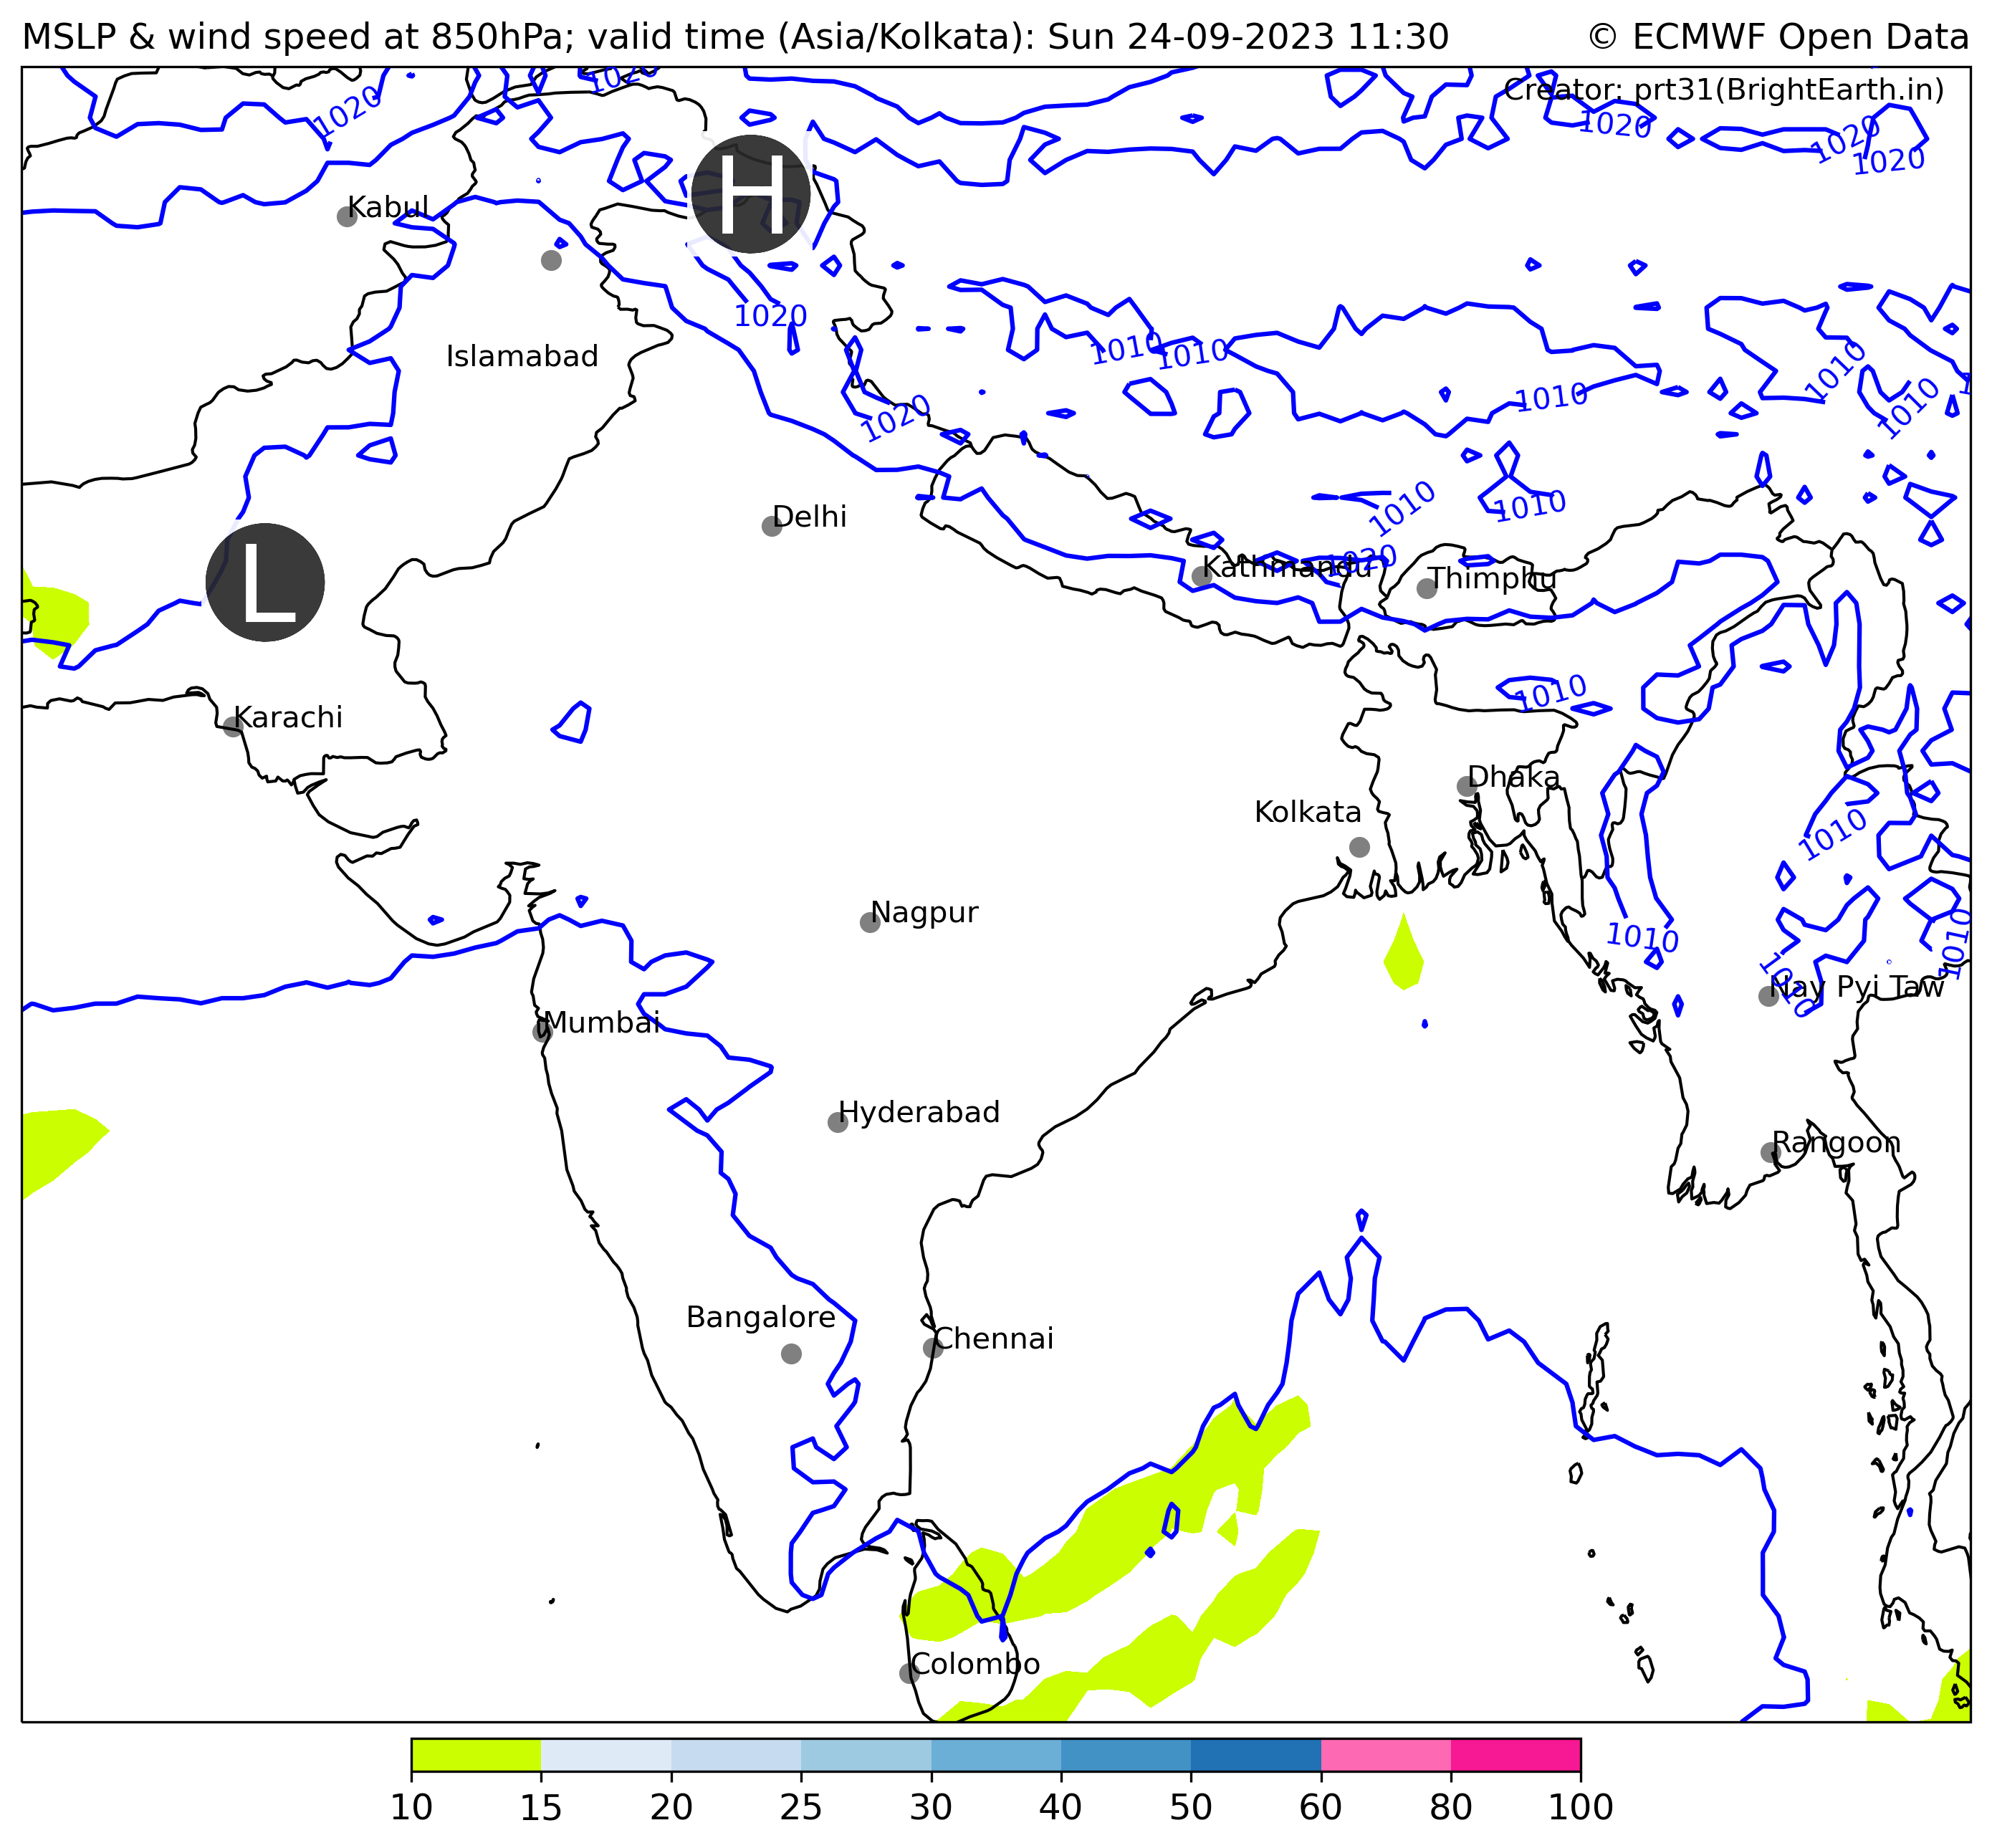 MSLP & wind speed at 850hPa; valid time (Asia/Kolkata): Sun 24-09-2023 11:30 © ECMWF Open Data
Creator: prt31(BrightEarth.in)
1020
1020
1020
1020
1020
H
Kabul
1020
Islamabad
1010
1010
1010
1010
1010
1020
Delhi
1010
1010
L
Kathmandu
1020
Thimphu
1010
Karachi
Dhaka
Kolkata
1010
Nagpur
1010
1010
1010
Nay Pyi Taw
Mumbai
Hyderabad
Rangoon
Bangalore
Chennai
Colombo
10 15 20 25 30 40 50 60 80 100